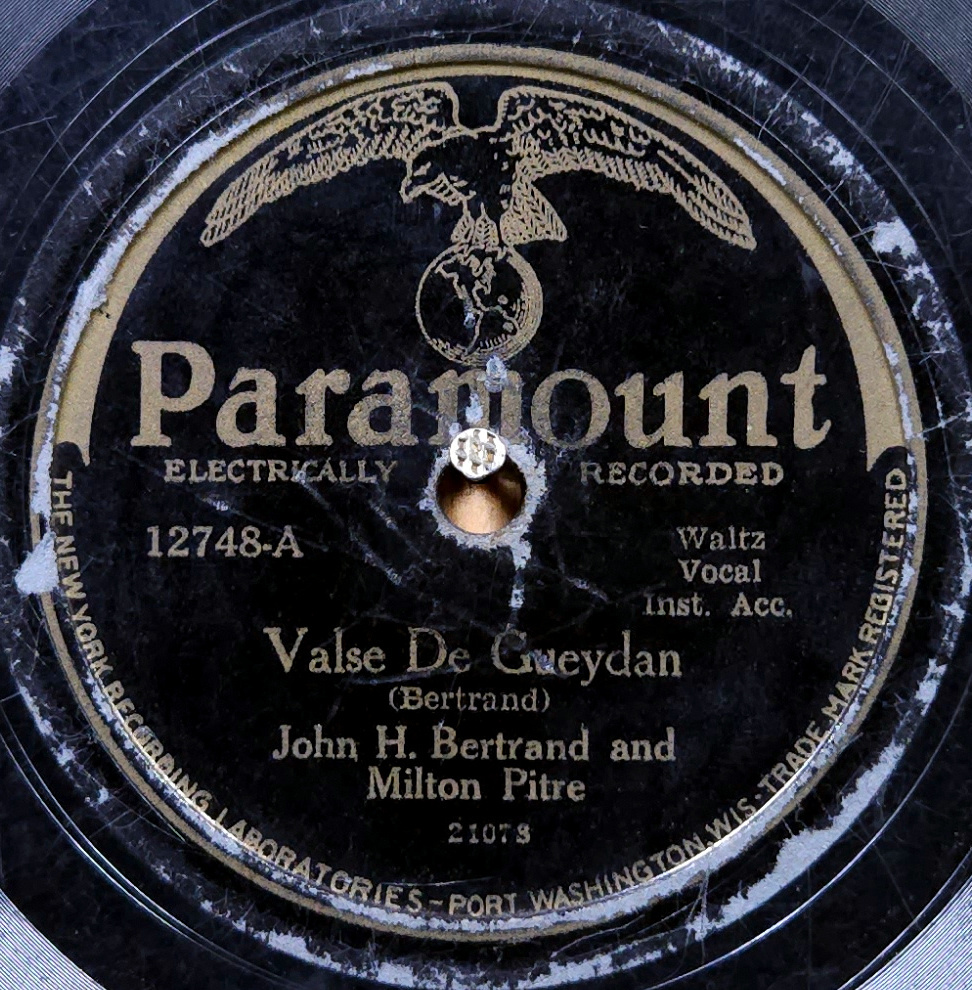 Paramount
ELECTRICALLY RECORDED
12748-A
Waltz
Vocal
Inst. Acc.
Valse De Gueydan
(Bertrand)
John H. Bertrand and
Milton Pitre
21073
THE NEW YORK RECORDING LABORATORIES - PORT WASHINGTON, WIS. - TRADE MARK REGISTERED